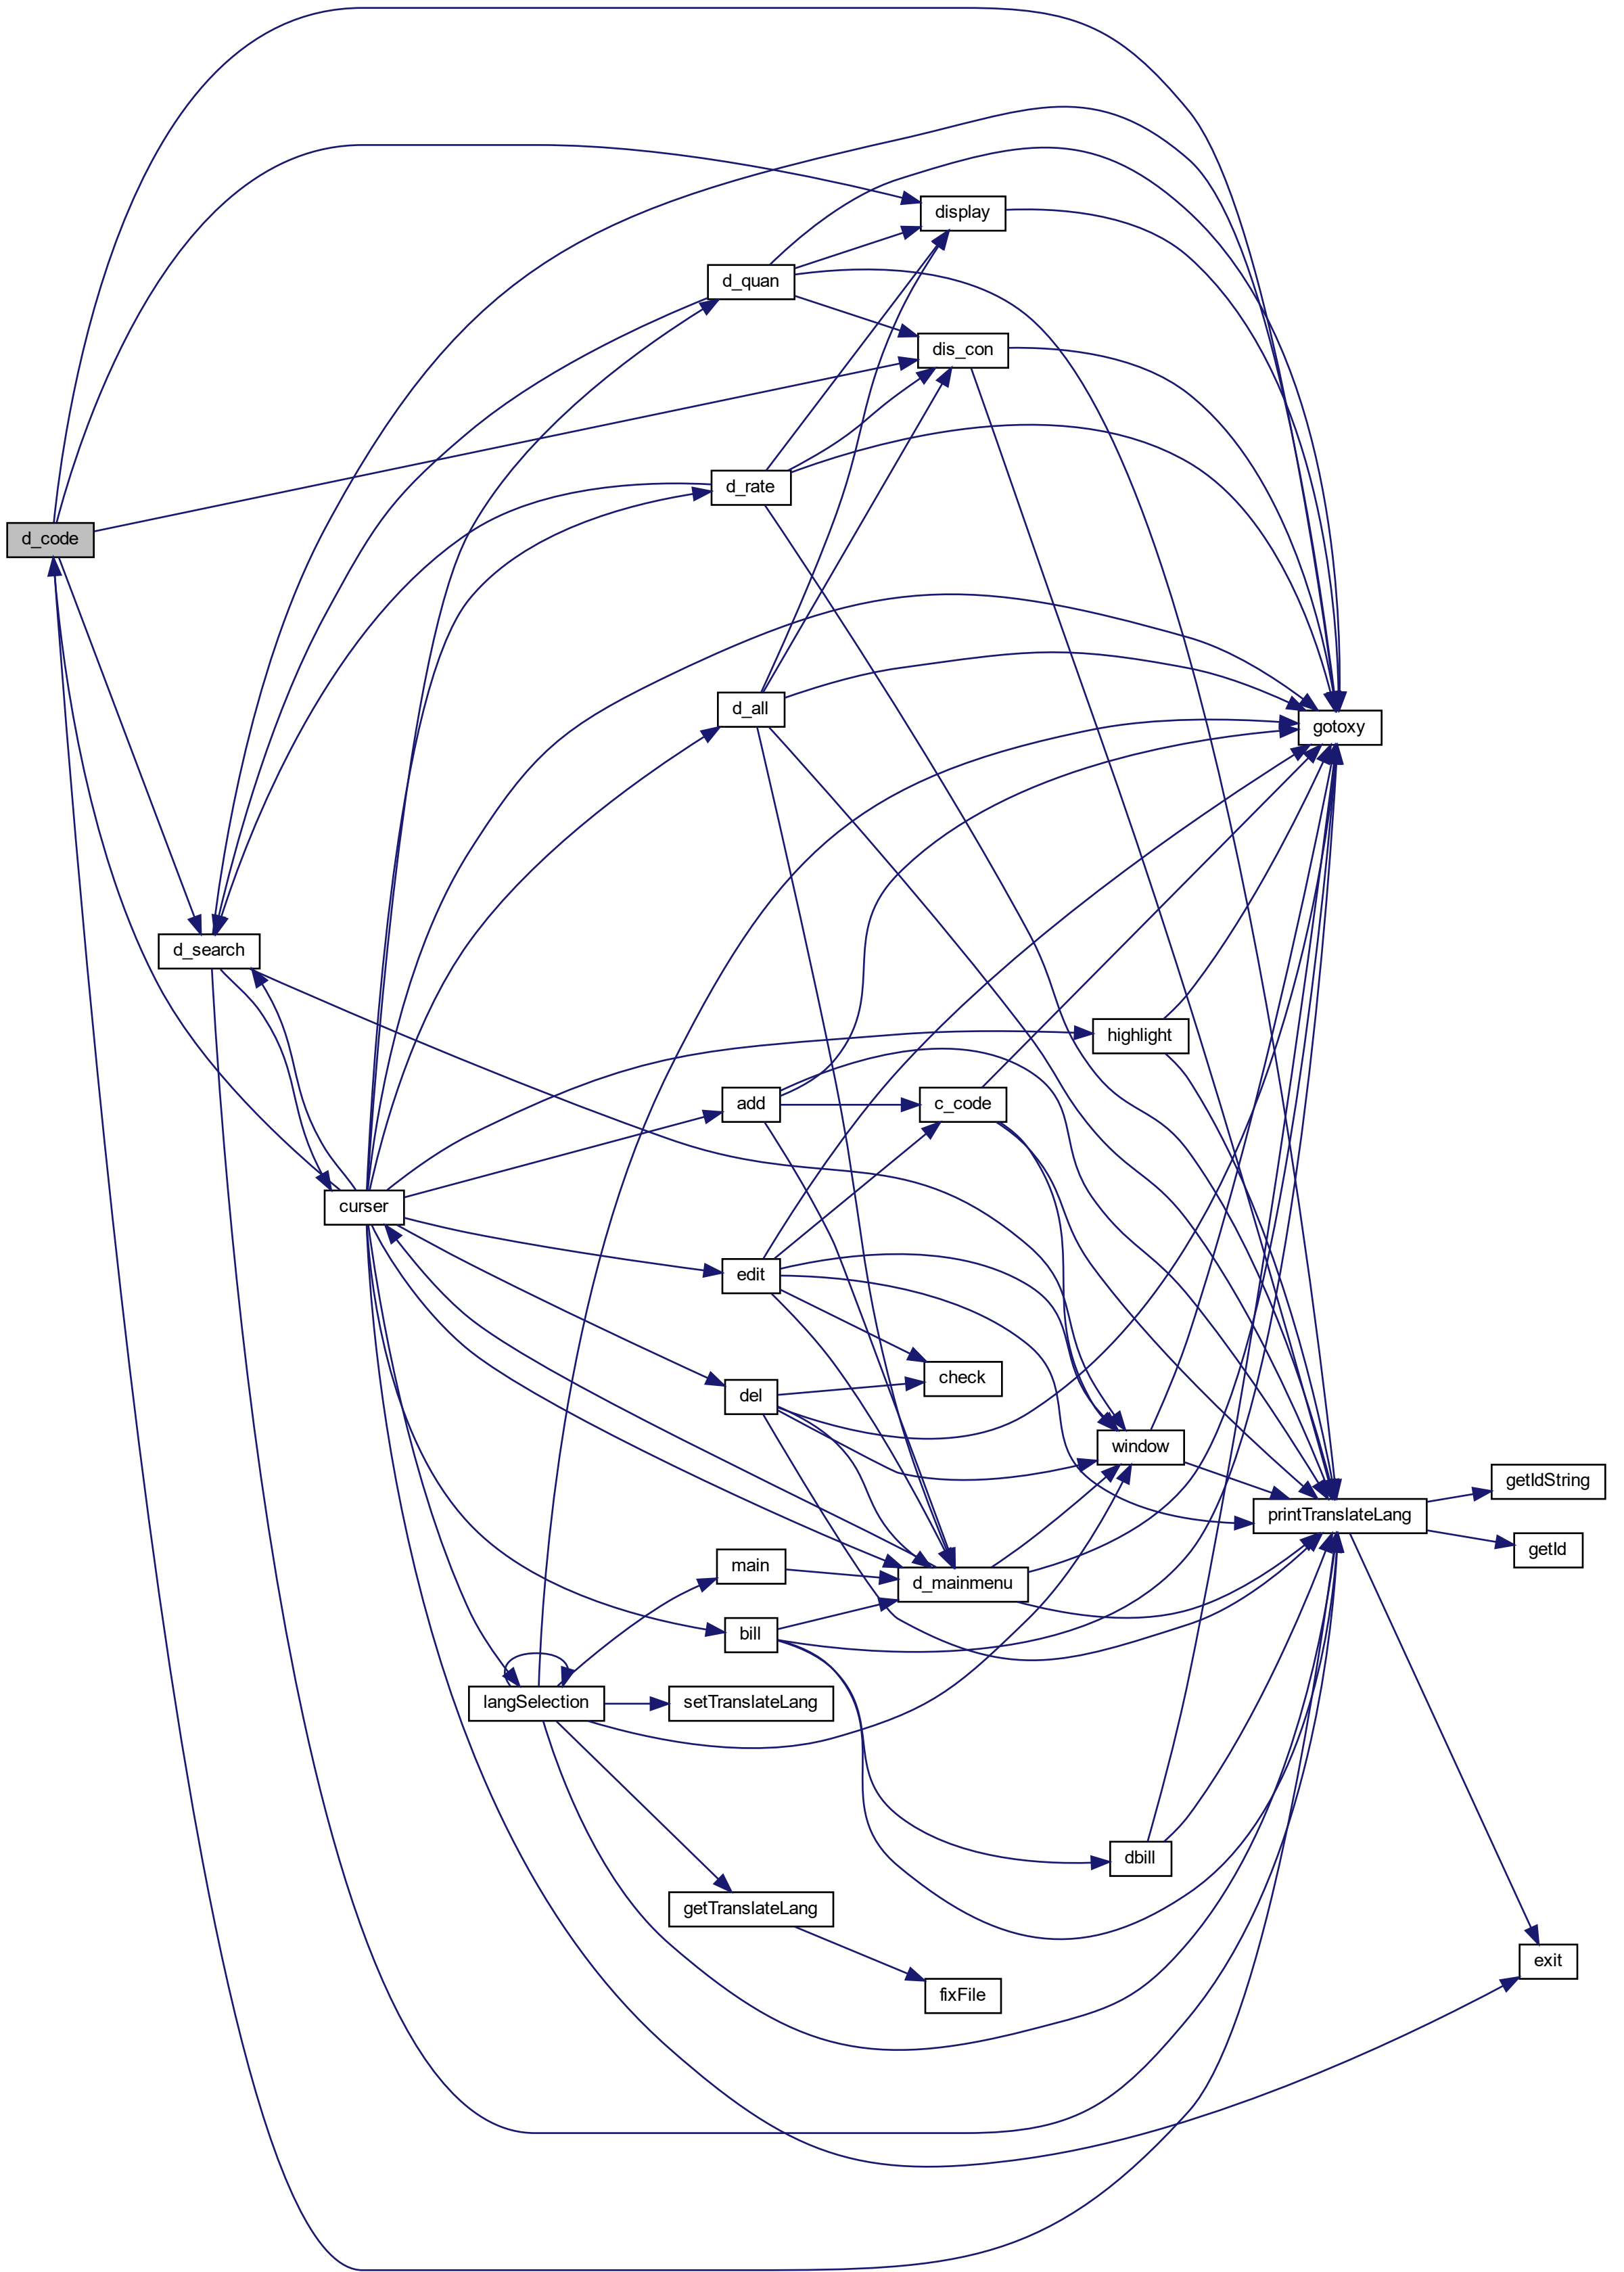 display
d_quan
dis_con
d_rate
d_code
d_all
gotoxy
d_search
highlight
add
c_code
curser
edit
check
del
window
getIdString
printTranslateLang
getId
main
d_mainmenu
bill
langSelection
setTranslateLang
dbill
getTranslateLang
exit
fixFile